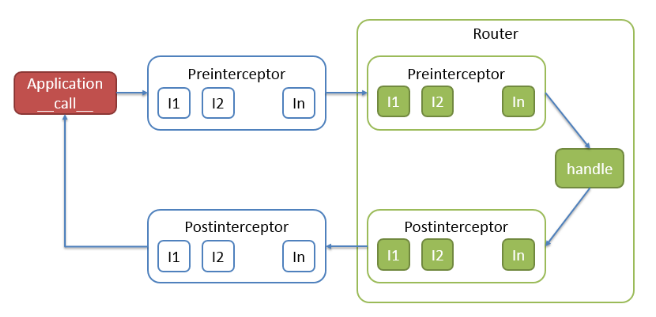 Router
Application
__call__
Preinterceptor
I1 I2 In
Preinterceptor
I1 I2 In
handle
Postinterceptor
I1 I2 In
Postinterceptor
I1 I2 In